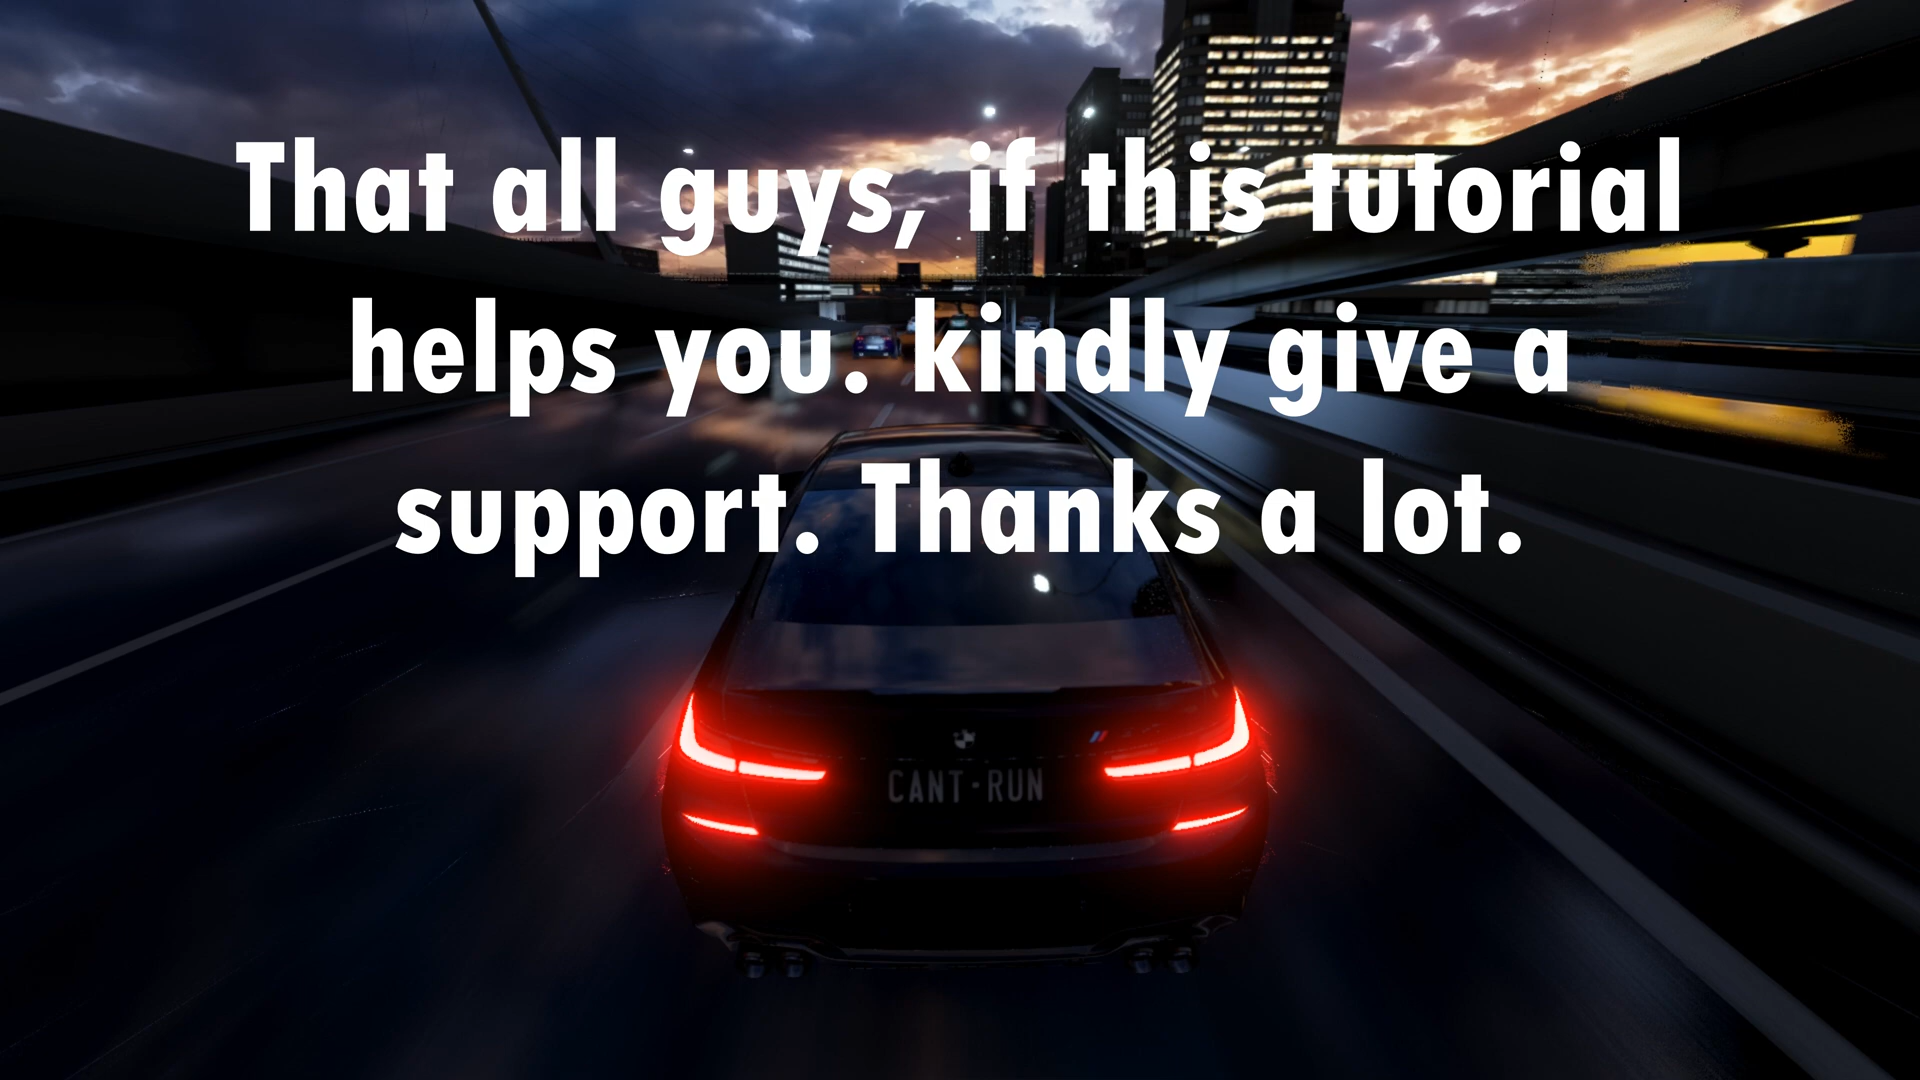 That all guys, if this tutorial
helps you. kindly give a
support. Thanks a lot.
CANT·RUN